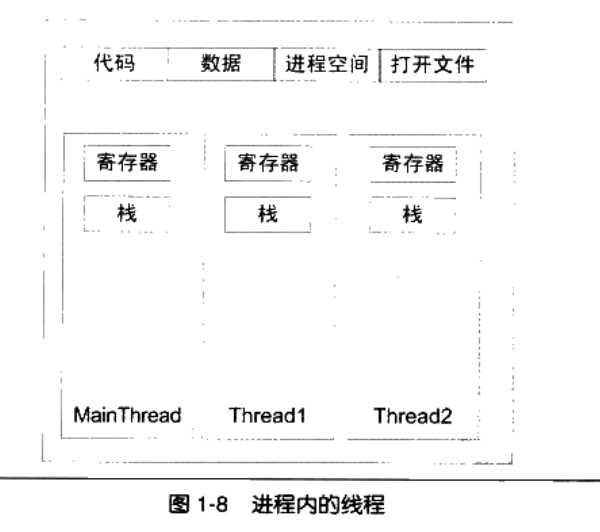 代码 数据 进程空间 打开文件
寄存器 寄存器 寄存器
栈 栈 栈
MainThread Thread1 Thread2
图 1-8 进程内的线程